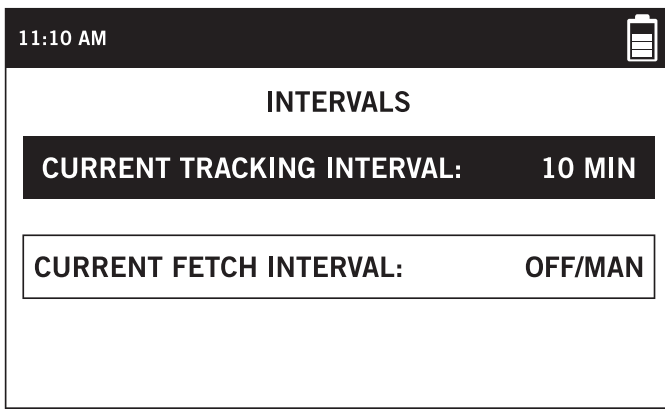 11:10 AM
INTERVALS
CURRENT TRACKING INTERVAL: 10 MIN
CURRENT FETCH INTERVAL: OFF/MAN